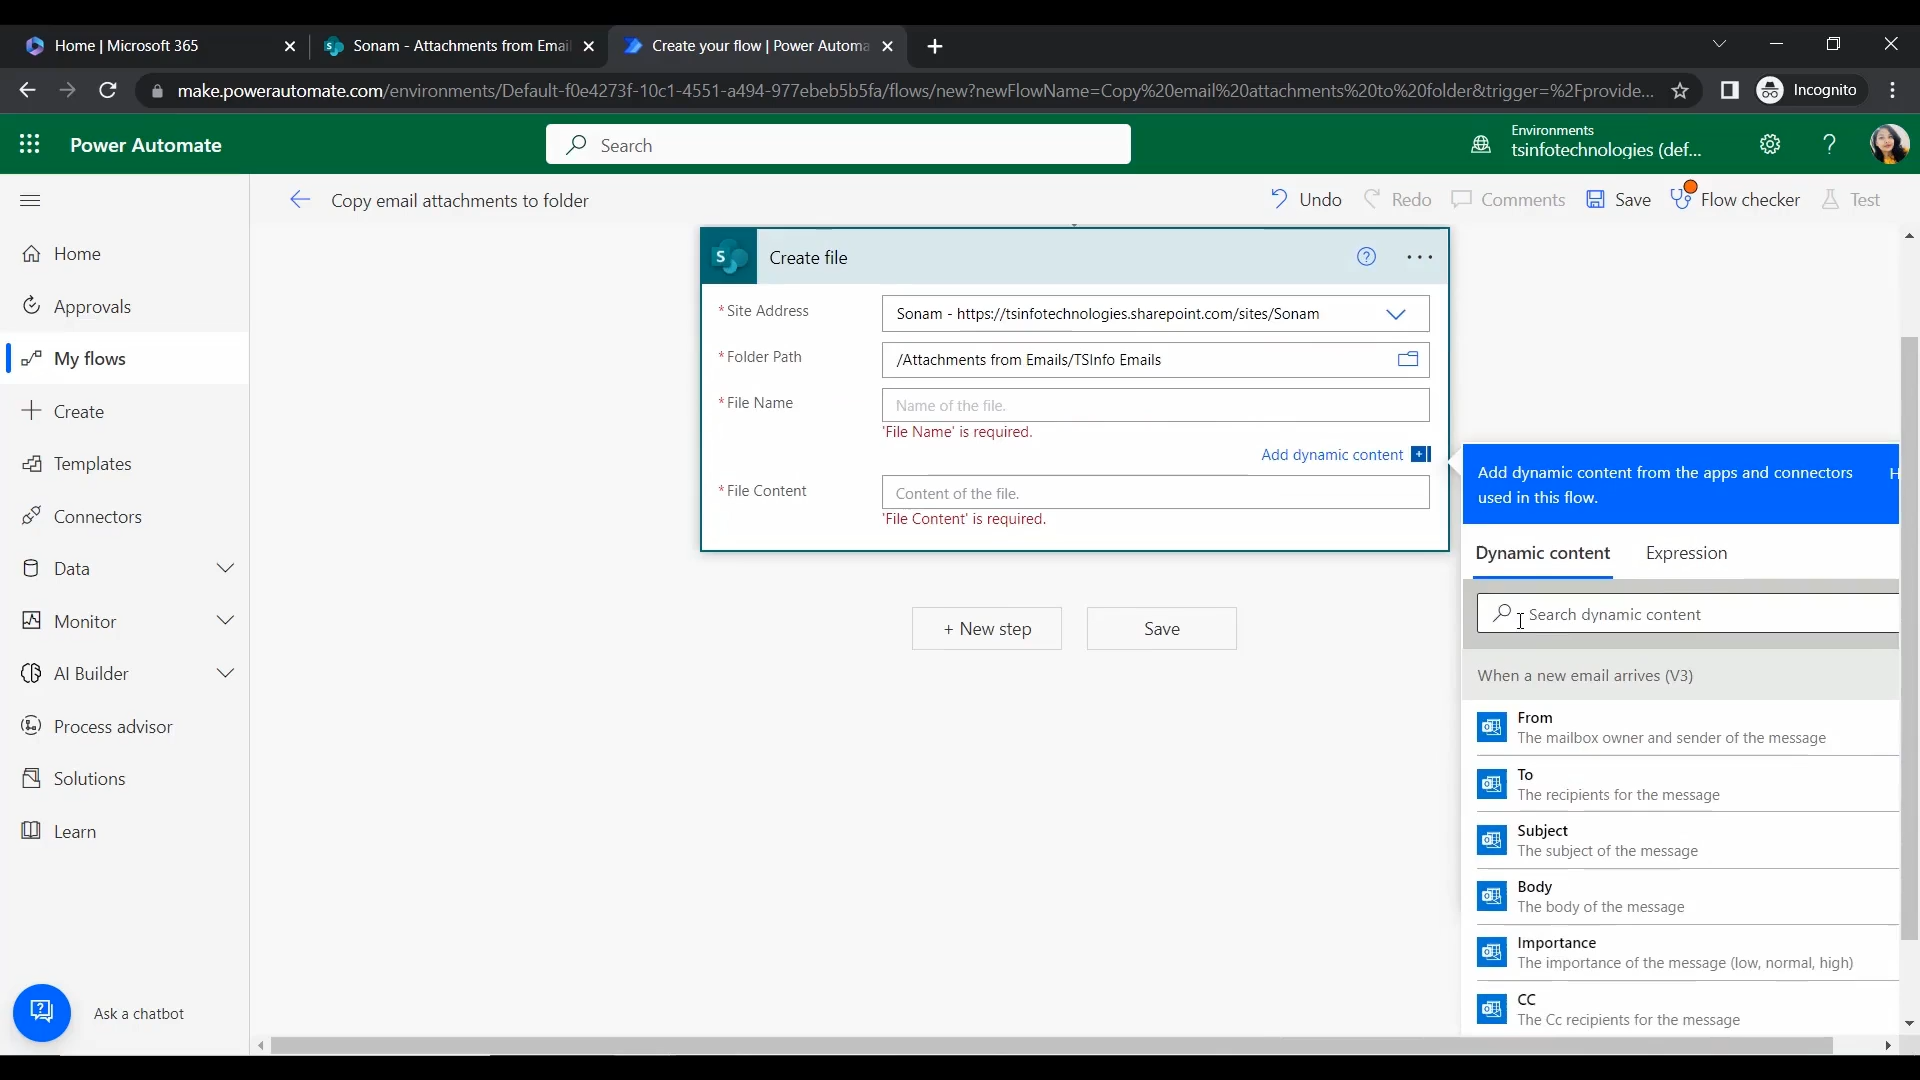 Home | Microsoft 365
Sonam - Attachments from Emai
Create your flow | Power Automa
make.powerautomate.com/environments/Default-f0e4273f-10c1-4551-a494-977ebeb5b5fa/flows/new?newFlowName=Copy%20email%20attachments%20to%20folder&trigger=%2Fprovide...
Incognito
Power Automate
Search
Environments
tsinfotechnologies (def...
Copy email attachments to folder
Undo
Redo
Comments
Save
Flow checker
Test
Home
Approvals
My flows
Create
Templates
Connectors
Data
Monitor
AI Builder
Process advisor
Solutions
Learn
Ask a chatbot
S
Create file
* Site Address
Sonam - https://tsinfotechnologies.sharepoint.com/sites/Sonam
* Folder Path
/Attachments from Emails/TSInfo Emails
* File Name
Name of the file.
'File Name' is required.
Add dynamic content
* File Content
Content of the file.
'File Content' is required.
+ New step
Save
Add dynamic content from the apps and connectors
used in this flow.
H
Dynamic content
Expression
Search dynamic content
When a new email arrives (V3)
From
The mailbox owner and sender of the message
To
The recipients for the message
Subject
The subject of the message
Body
The body of the message
Importance
The importance of the message (low, normal, high)
CC
The Cc recipients for the message